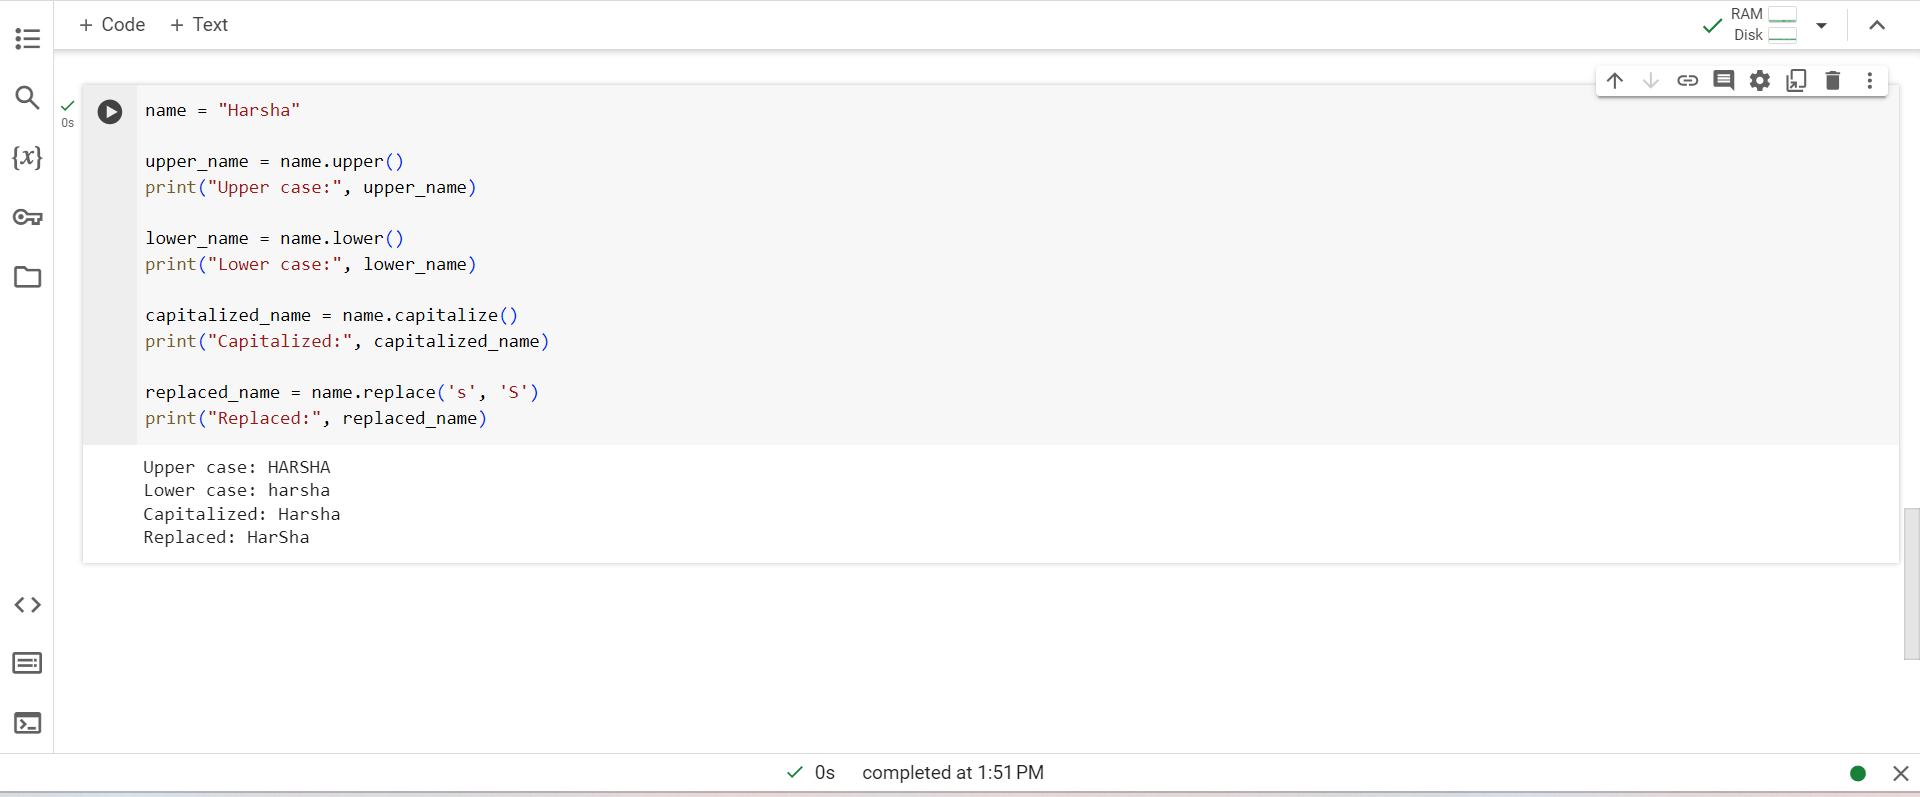 + Code + Text
RAM
Disk
0s
name = "Harsha"
upper_name = name.upper()
print("Upper case:", upper_name)
lower_name = name.lower()
print("Lower case:", lower_name)
capitalized_name = name.capitalize()
print("Capitalized:", capitalized_name)
replaced_name = name.replace('s', 'S')
print("Replaced:", replaced_name)
Upper case: HARSHA
Lower case: harsha
Capitalized: Harsha
Replaced: HarSha
{x}
0s completed at 1:51 PM